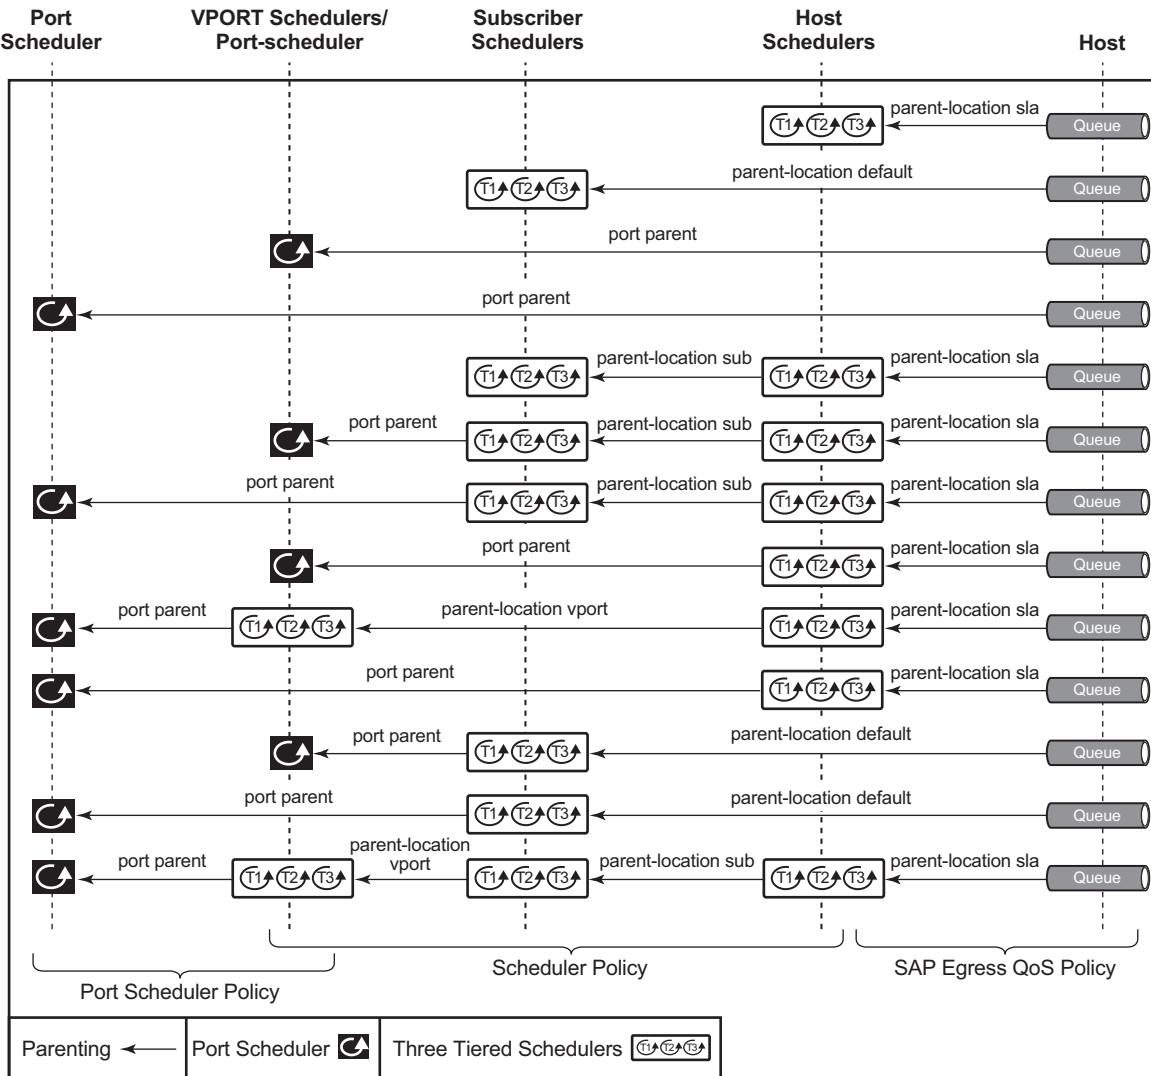 Port
Scheduler
VPORT Schedulers/
Port-scheduler
Subscriber
Schedulers
Host
Schedulers
Host
T1 T2 T3
parent-location sla
Queue
T1 T2 T3
parent-location default
Queue
port parent
Queue
port parent
Queue
T1 T2 T3
parent-location sub
T1 T2 T3
parent-location sla
Queue
port parent
T1 T2 T3
parent-location sub
T1 T2 T3
parent-location sla
Queue
port parent
T1 T2 T3
parent-location sub
T1 T2 T3
parent-location sla
Queue
port parent
T1 T2 T3
parent-location sla
Queue
port parent
T1 T2 T3
parent-location vport
T1 T2 T3
parent-location sla
Queue
port parent
T1 T2 T3
parent-location sla
Queue
port parent
T1 T2 T3
parent-location default
Queue
port parent
T1 T2 T3
parent-location default
Queue
port parent
T1 T2 T3
parent-location
vport
T1 T2 T3
parent-location sub
T1 T2 T3
parent-location sla
Queue
Port Scheduler Policy
Scheduler Policy
SAP Egress QoS Policy
Parenting
Port Scheduler
Three Tiered Schedulers
T1 T2 T3